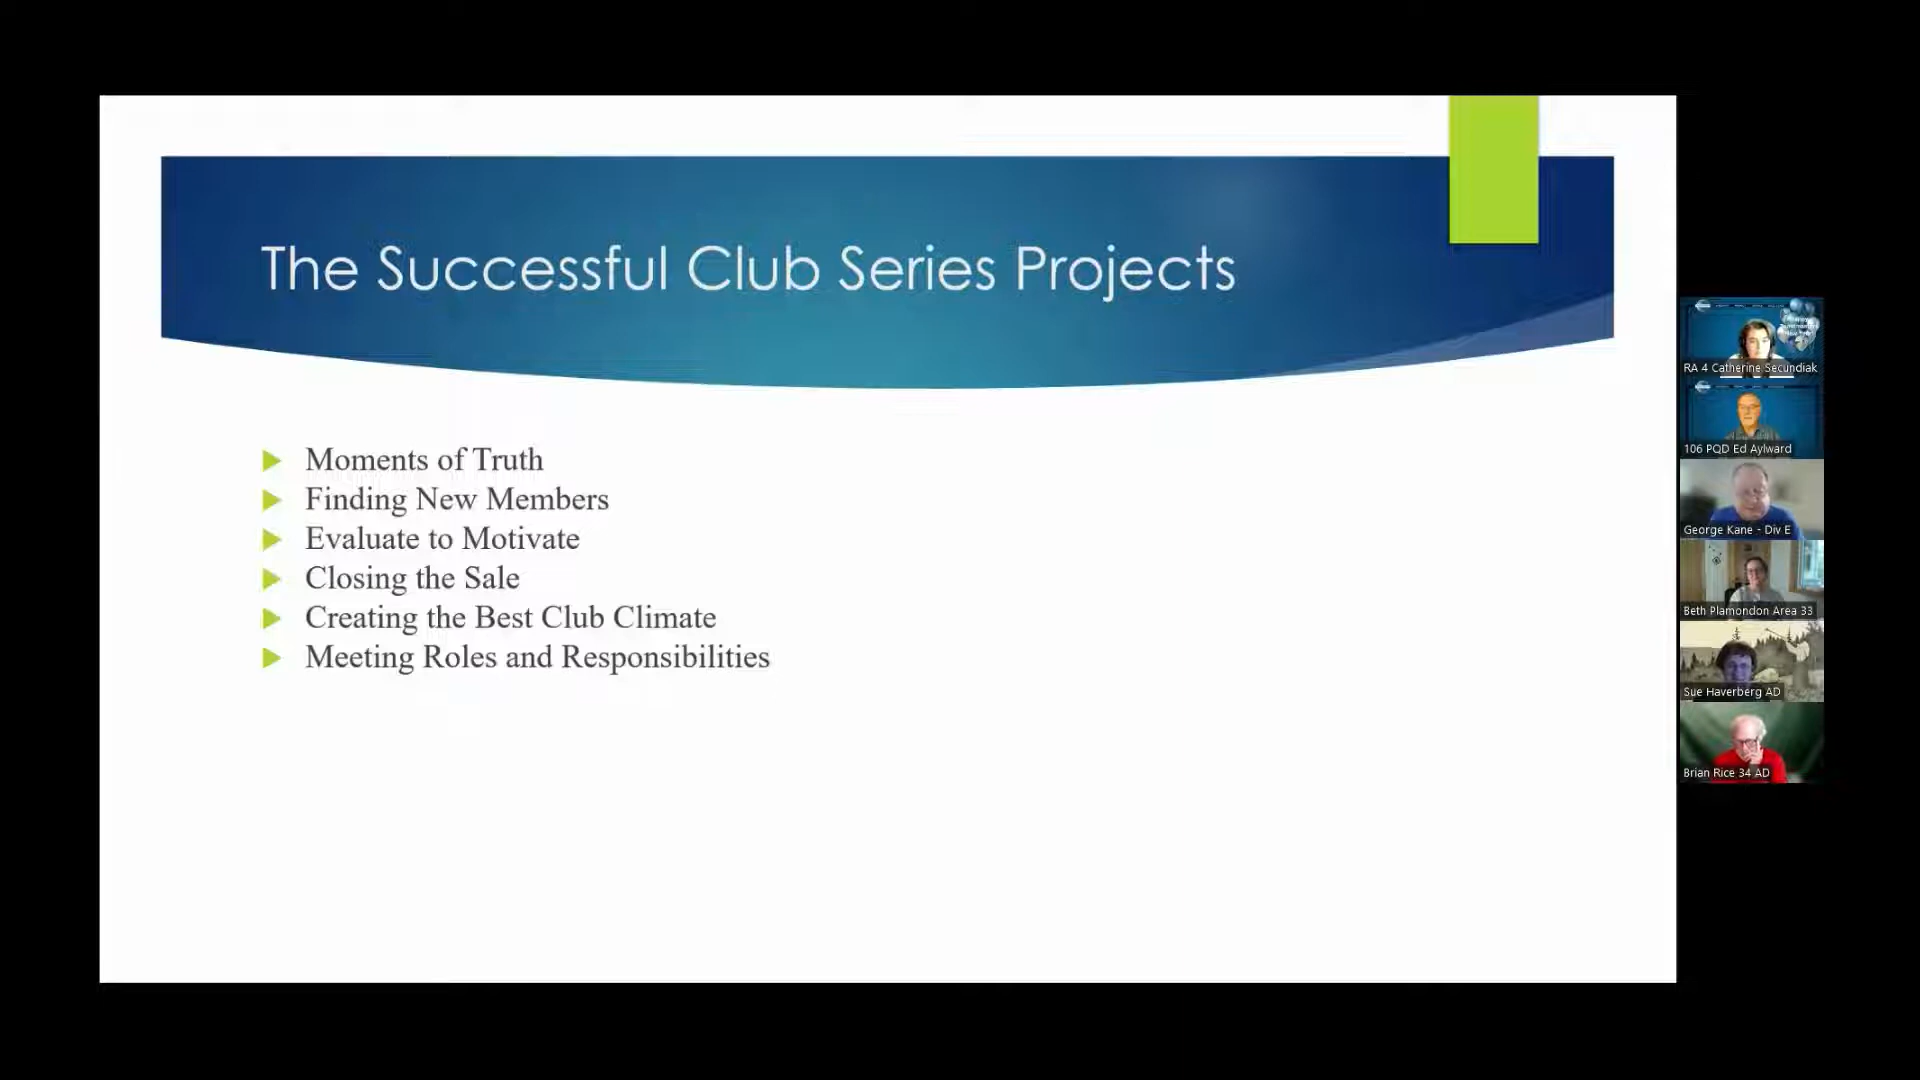 The Successful Club Series Projects
Moments of Truth
Finding New Members
Evaluate to Motivate
Closing the Sale
Creating the Best Club Climate
Meeting Roles and Responsibilities
RA 4 Catherine Secundiak
106 PQD Ed Aylward
George Kane - Div E
Beth Plamondon Area 33
Sue Haverberg AD
Brian Rice 34 AD